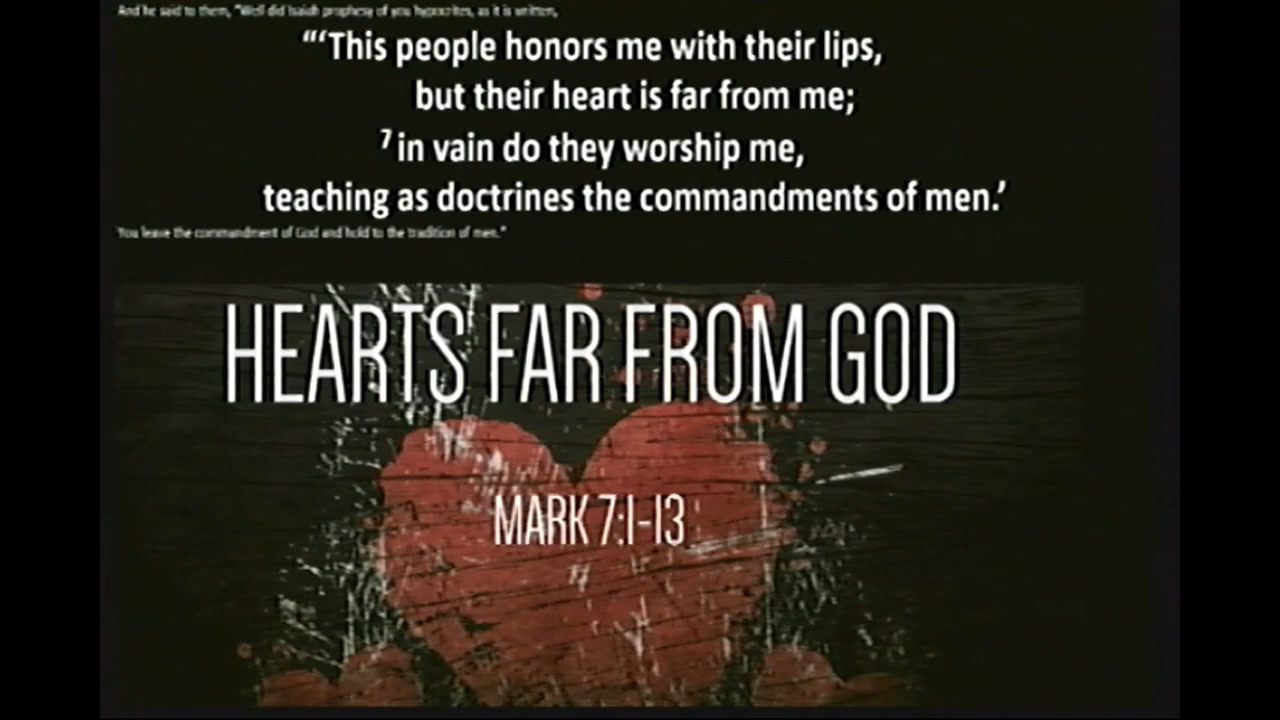 And he said to them, "Well did Isaiah prophesy of you hypocrites, as it is written,
"'This people honors me with their lips,
but their heart is far from me;
7 in vain do they worship me,
teaching as doctrines the commandments of men.'
You leave the commandment of God and hold to the tradition of men."
HEARTS FAR FROM GOD
MARK 7:1-13